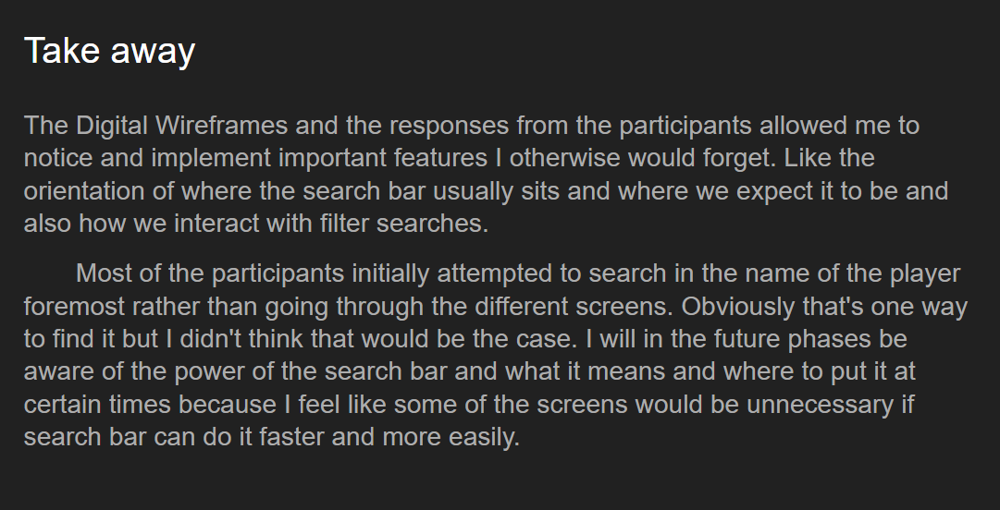 Take away
The Digital Wireframes and the responses from the participants allowed me to
notice and implement important features I otherwise would forget. Like the
orientation of where the search bar usually sits and where we expect it to be and
also how we interact with filter searches.
Most of the participants initially attempted to search in the name of the player
foremost rather than going through the different screens. Obviously that's one way
to find it but I didn't think that would be the case. I will in the future phases be
aware of the power of the search bar and what it means and where to put it at
certain times because I feel like some of the screens would be unnecessary if
search bar can do it faster and more easily.